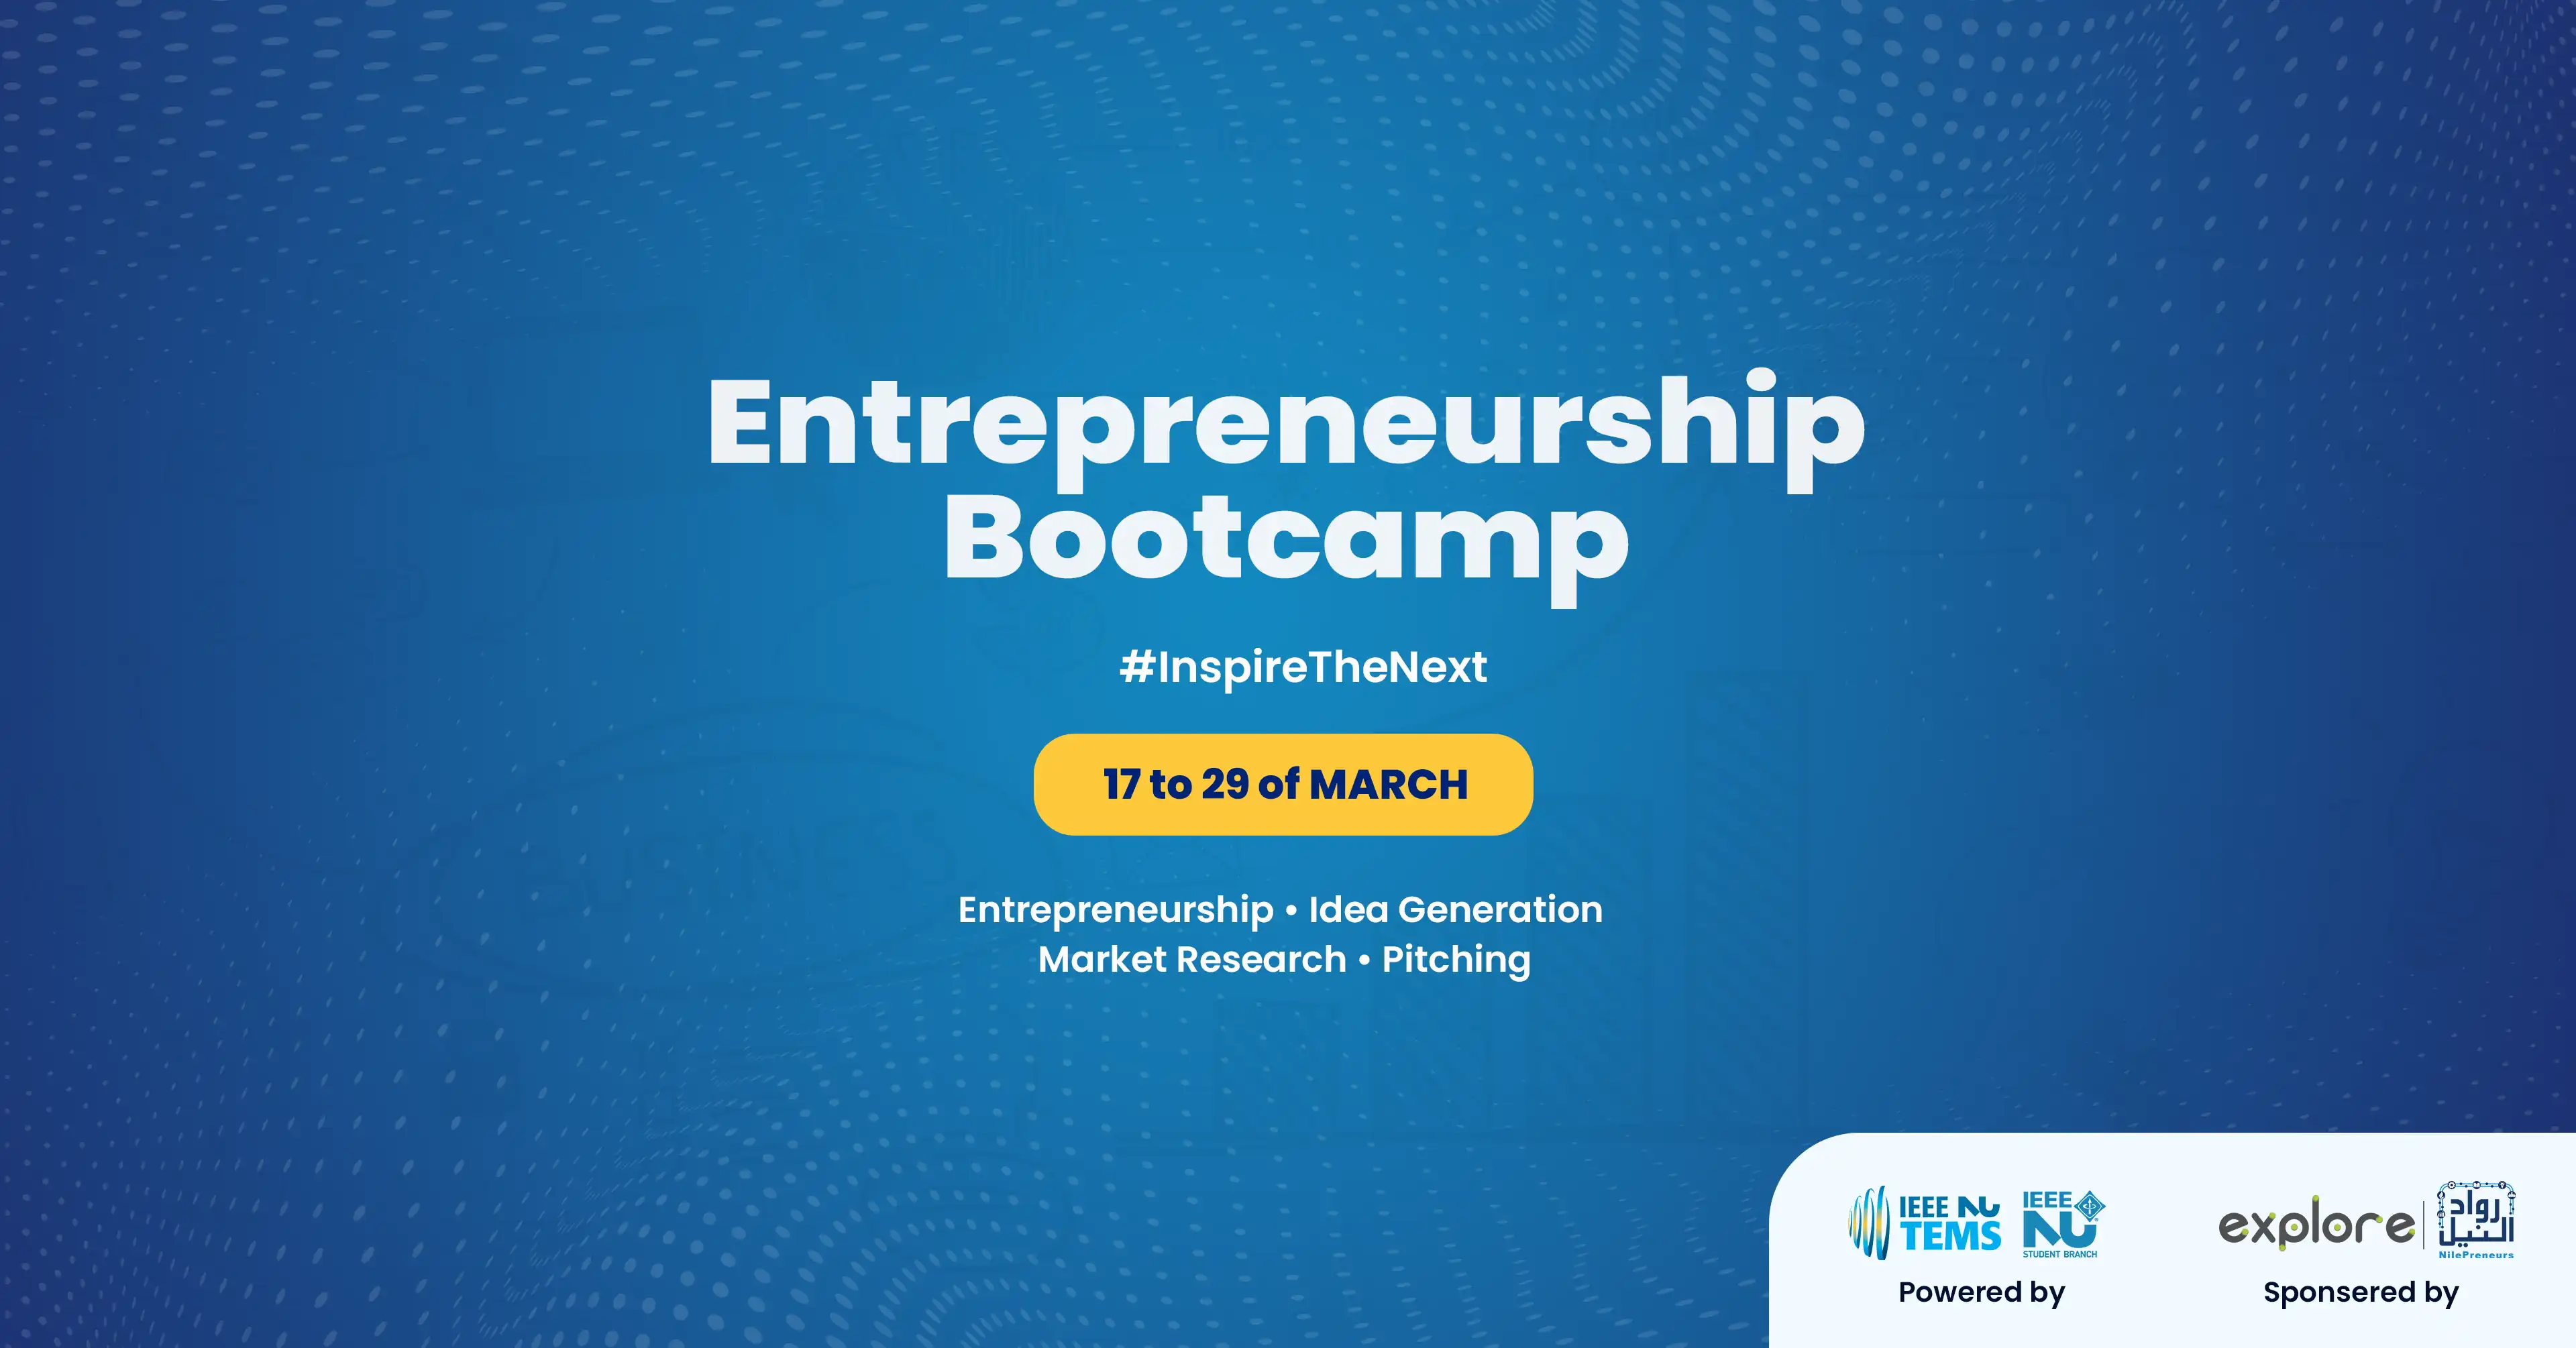 Entrepreneurship
Bootcamp
#InspireTheNext
17 to 29 of MARCH
BUSINESS
Entrepreneurship • Idea Generation
Market Research • Pitching
IEEE NU
TEMS
IEEE
NU
STUDENT BRANCH
Powered by
explore
رواد
النيل
NilePreneurs
Sponsered by